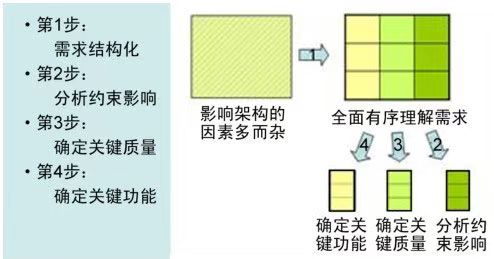 • 第1步：
需求结构化
• 第2步：
分析约束影响
• 第3步：
确定关键质量
• 第4步：
确定关键功能
影响架构的
因素多而杂
1
全面有序理解需求
4 3 2
确定关
键功能
确定关
键质量
分析约
束影响